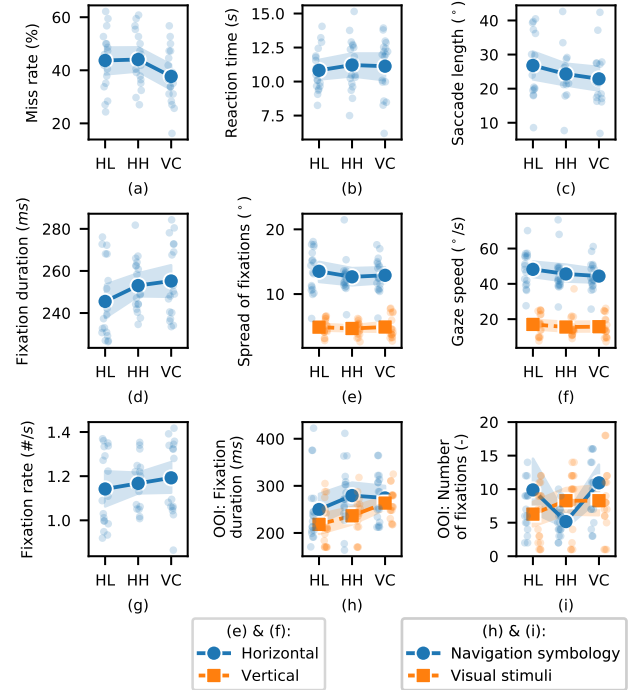 Miss rate (%)
60
40
20
HL HH VC
(a)
Reaction time (s)
15.0
12.5
10.0
7.5
HL HH VC
(b)
Saccade length (°)
40
30
20
10
HL HH VC
(c)
Fixation duration (ms)
280
260
240
HL HH VC
(d)
Spread of fixations (°)
20
10
HL HH VC
(e)
Gaze speed (°/s)
60
40
20
HL HH VC
(f)
Fixation rate (#/s)
1.4
1.2
1.0
HL HH VC
(g)
OOI: Fixation
duration (ms)
400
300
200
HL HH VC
(h)
OOI: Number
of fixations (-)
20
15
10
5
0
HL HH VC
(i)
(e) & (f):
Horizontal
Vertical
(h) & (i):
Navigation symbology
Visual stimuli